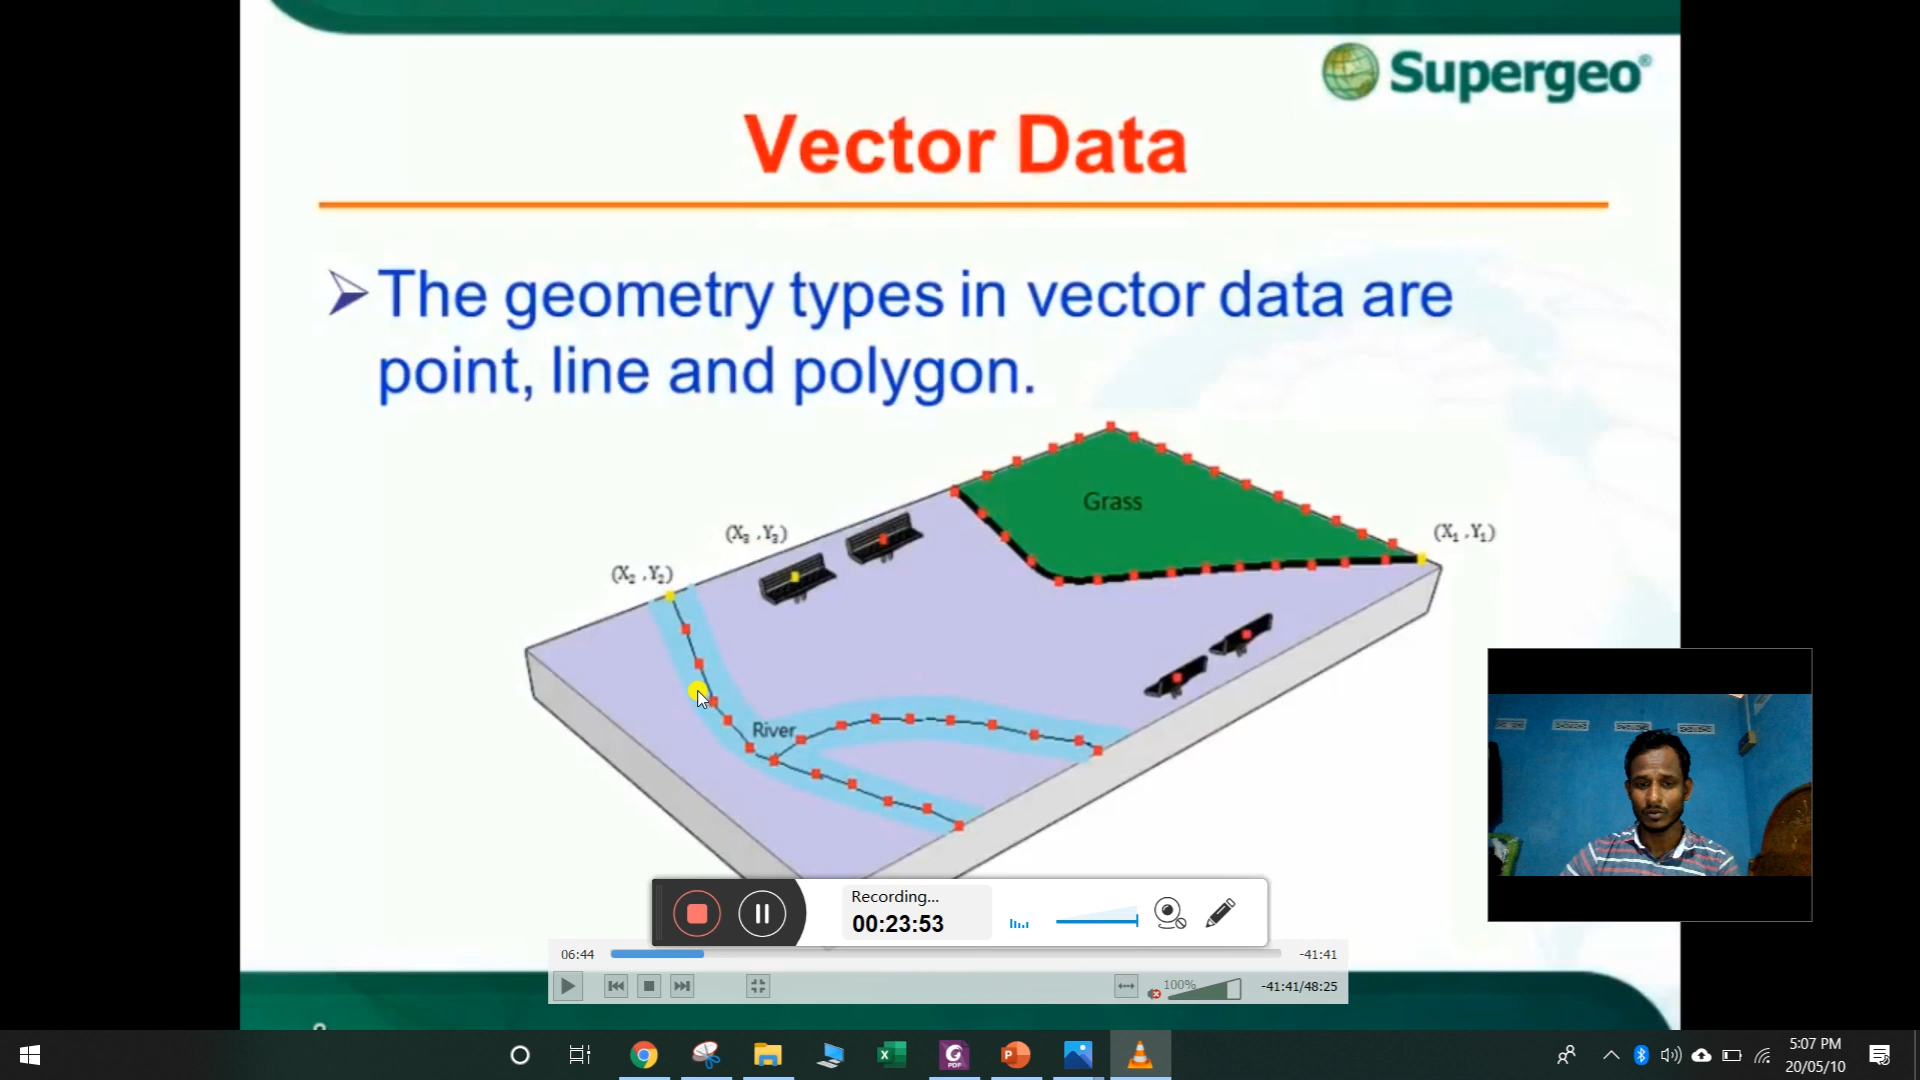 Supergeo®
Vector Data
The geometry types in vector data are
point, line and polygon.
Grass
(X₃ ,Y₃)
(X₁ ,Y₁)
(X₂ ,Y₂)
River
Recording...
00:23:53
06:44
-41:41
100%
-41:41/48:25
5:07 PM
20/05/10